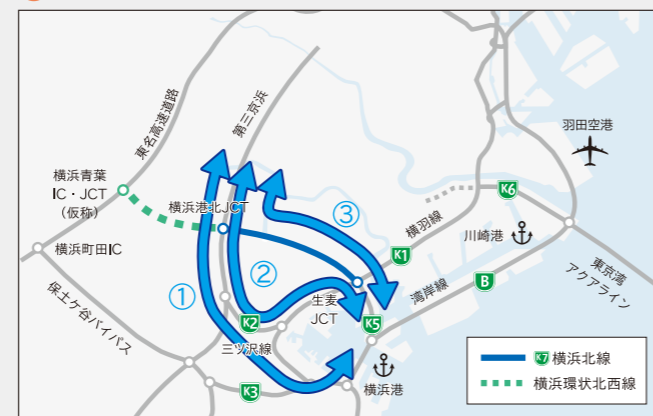 東名高速道路
第三京浜
羽田空港
横浜青葉
IC・JCT
(仮称)
横浜港北JCT
K6
③
横羽線
川崎港
横浜町田IC
K1
湾岸線
B
東京湾
アクアライン
①
②
生麦
JCT
保土ケ谷バイパス
K2
K5
三ツ沢線
K3
横浜港
K7 横浜北線
横浜環状北西線